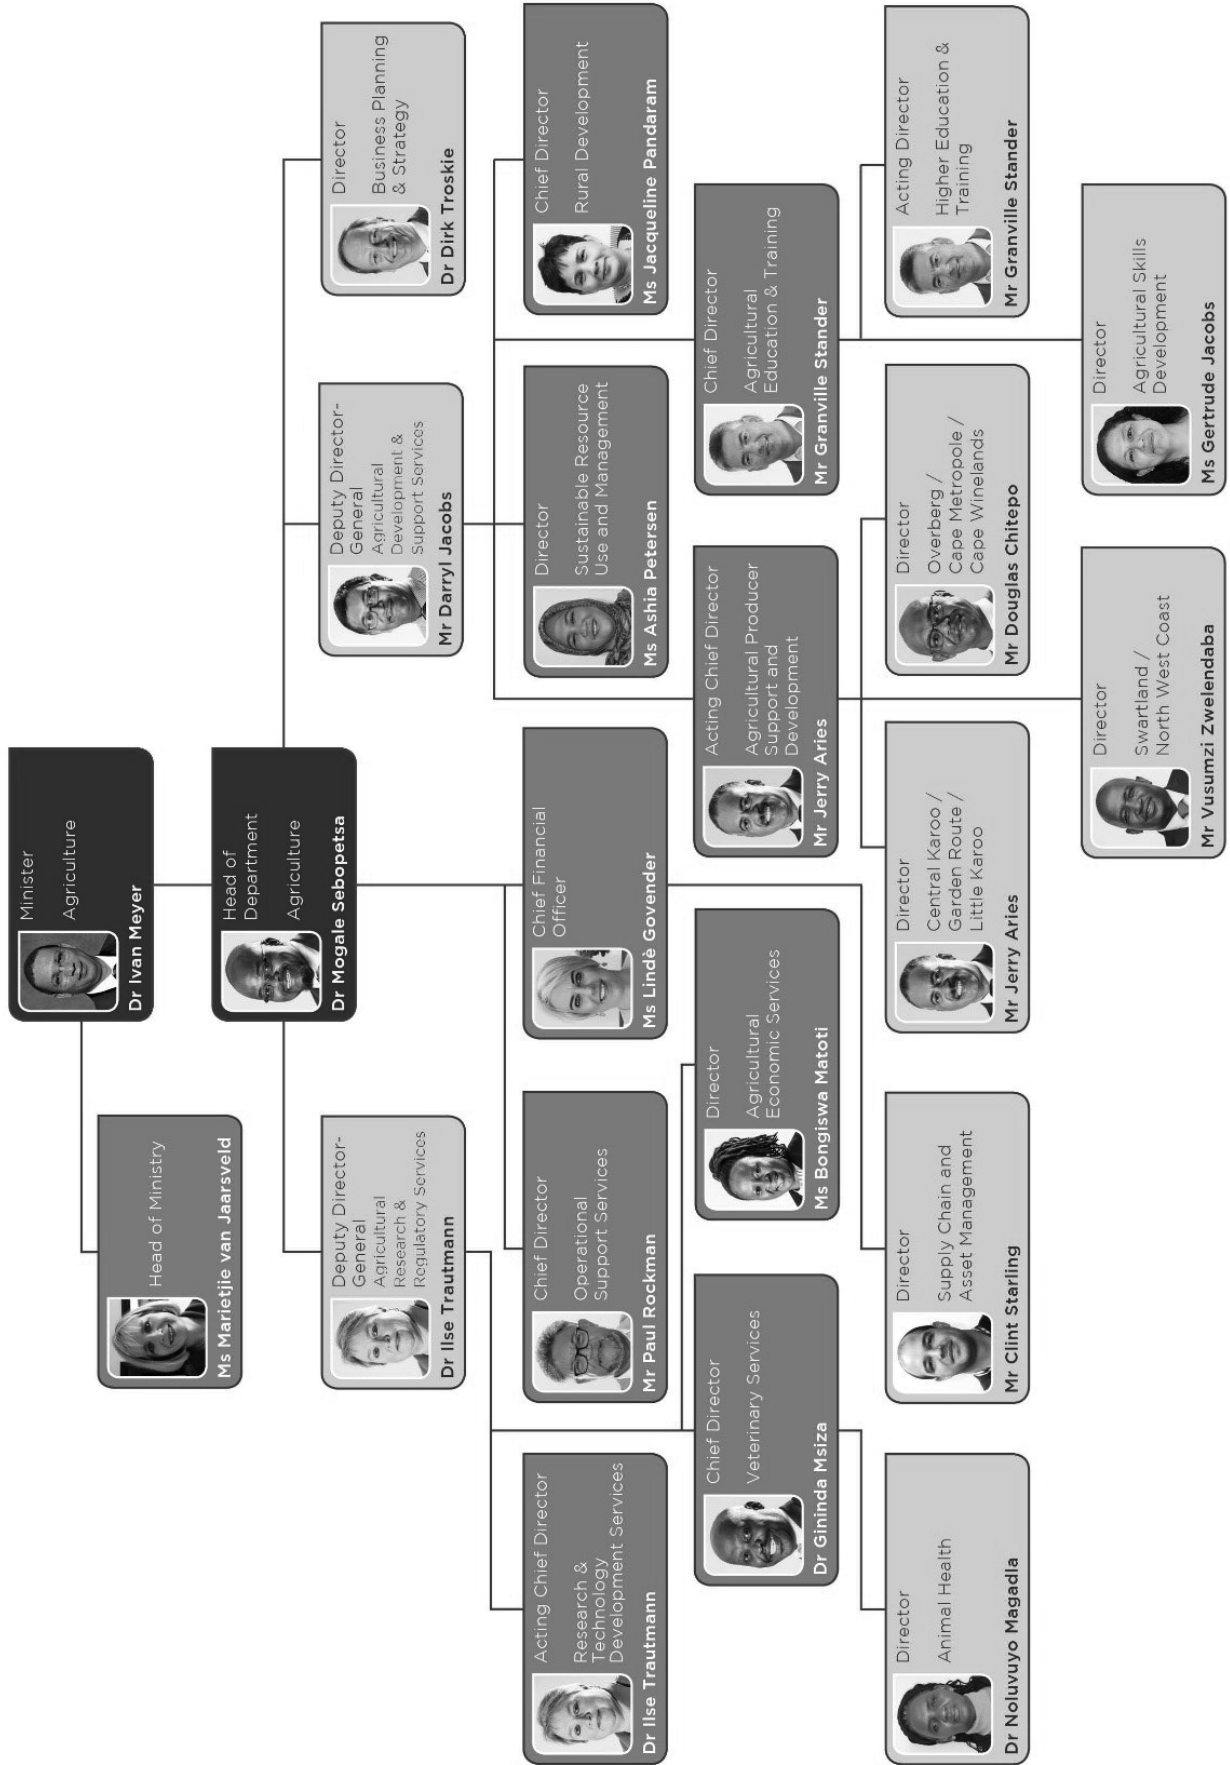 Minister
Agriculture
Dr Ivan Meyer
Head of Ministry
Ms Marietjie van Jaarsveld
Head of
Department
Agriculture
Dr Mogale Sebopetsa
Deputy Director-
General
Agricultural
Research &
Regulatory Services
Dr Ilse Trautmann
Deputy Director-
General
Agricultural
Development &
Support Services
Mr Darryl Jacobs
Director
Business Planning
& Strategy
Dr Dirk Troskie
Acting Chief Director
Research &
Technology
Development Services
Dr Ilse Trautmann
Chief Director
Operational
Support Services
Mr Paul Rockman
Chief Financial
Officer
Ms Lindè Govender
Director
Sustainable Resource
Use and Management
Ms Ashia Petersen
Chief Director
Rural Development
Ms Jacqueline Pandaram
Chief Director
Veterinary Services
Dr Gininda Msiza
Director
Agricultural
Economic Services
Ms Bongiswa Matoti
Acting Chief Director
Agricultural Producer
Support and
Development
Mr Jerry Aries
Chief Director
Agricultural
Education & Training
Mr Granville Stander
Director
Animal Health
Dr Noluvuyo Magadla
Director
Supply Chain and
Asset Management
Mr Clint Starling
Director
Central Karoo /
Garden Route /
Little Karoo
Mr Jerry Aries
Director
Overberg /
Cape Metropole /
Cape Winelands
Mr Douglas Chitepo
Acting Director
Higher Education &
Training
Mr Granville Stander
Director
Swartland /
North West Coast
Mr Vusumzi Zwelendaba
Director
Agricultural Skills
Development
Ms Gertrude Jacobs